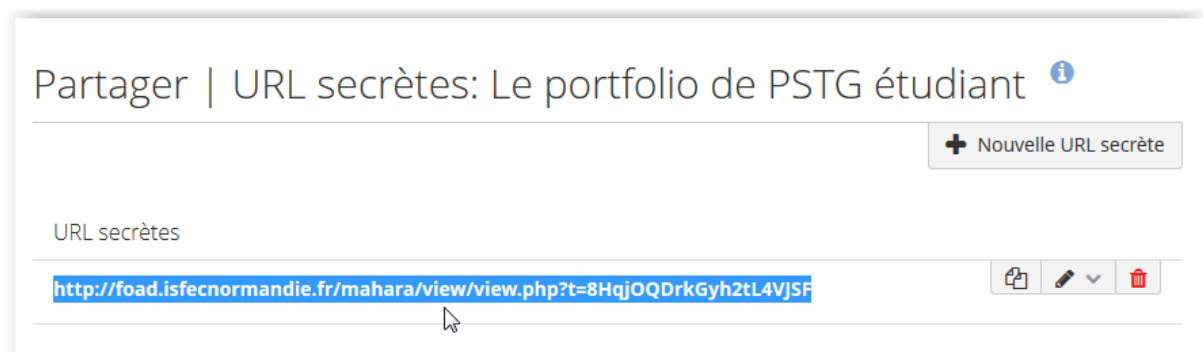 Partager | URL secrètes: Le portfolio de PSTG étudiant
Nouvelle URL secrète
URL secrètes
http://foad.isfecnormandie.fr/mahara/view/view.php?t=8HqjOQDrkGyh2tL4VJSF